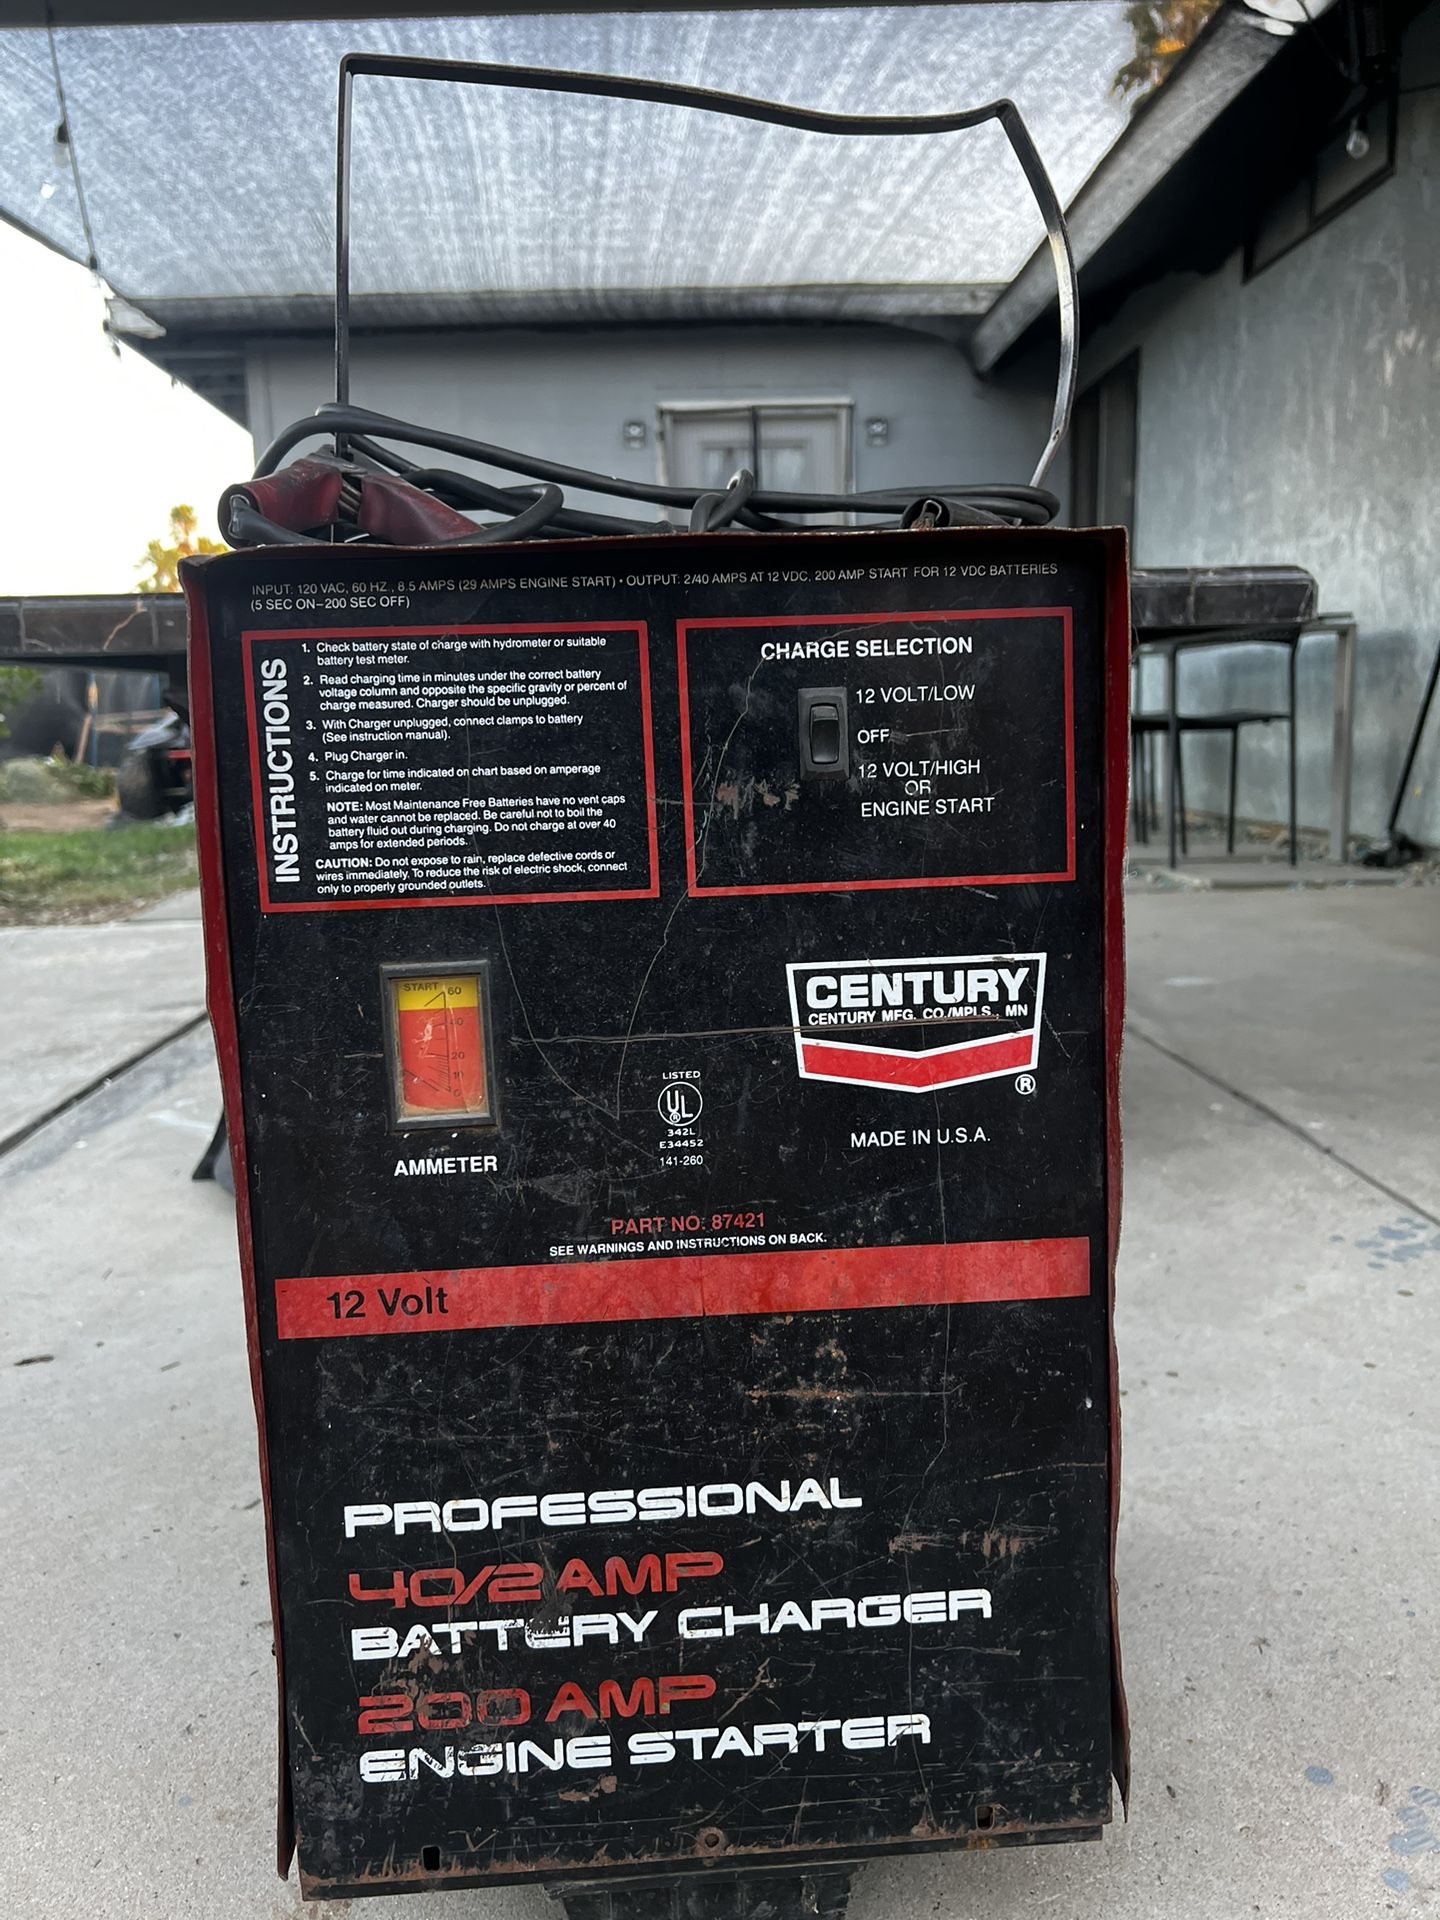 INPUT: 120 VAC, 60 HZ., 8.5 AMPS (29 AMPS ENGINE START) • OUTPUT: 2/40 AMPS AT 12 VDC, 200 AMP START FOR 12 VDC BATTERIES
(5 SEC ON–200 SEC OFF)
INSTRUCTIONS
1. Check battery state of charge with hydrometer or suitable
battery test meter.
2. Read charging time in minutes under the correct battery
voltage column and opposite the specific gravity or percent of
charge measured. Charger should be unplugged.
3. With Charger unplugged, connect clamps to battery
(See instruction manual).
4. Plug Charger in.
5. Charge for time indicated on chart based on amperage
indicated on meter.
NOTE: Most Maintenance Free Batteries have no vent caps
and water cannot be replaced. Be careful not to boil the
battery fluid out during charging. Do not charge at over 40
amps for extended periods.
CAUTION: Do not expose to rain, replace defective cords or
wires immediately. To reduce the risk of electric shock, connect
only to properly grounded outlets.
CHARGE SELECTION
12 VOLT/LOW
OFF
12 VOLT/HIGH
OR
ENGINE START
START 60
40
20
10
0
AMMETER
LISTED
UL
®
342L
E34452
141-260
CENTURY
CENTURY MFG. CO./MPLS., MN
®
MADE IN U.S.A.
PART NO. 87421
SEE WARNINGS AND INSTRUCTIONS ON BACK.
12 Volt
PROFESSIONAL
40/2 AMP
BATTERY CHARGER
200 AMP
ENGINE STARTER